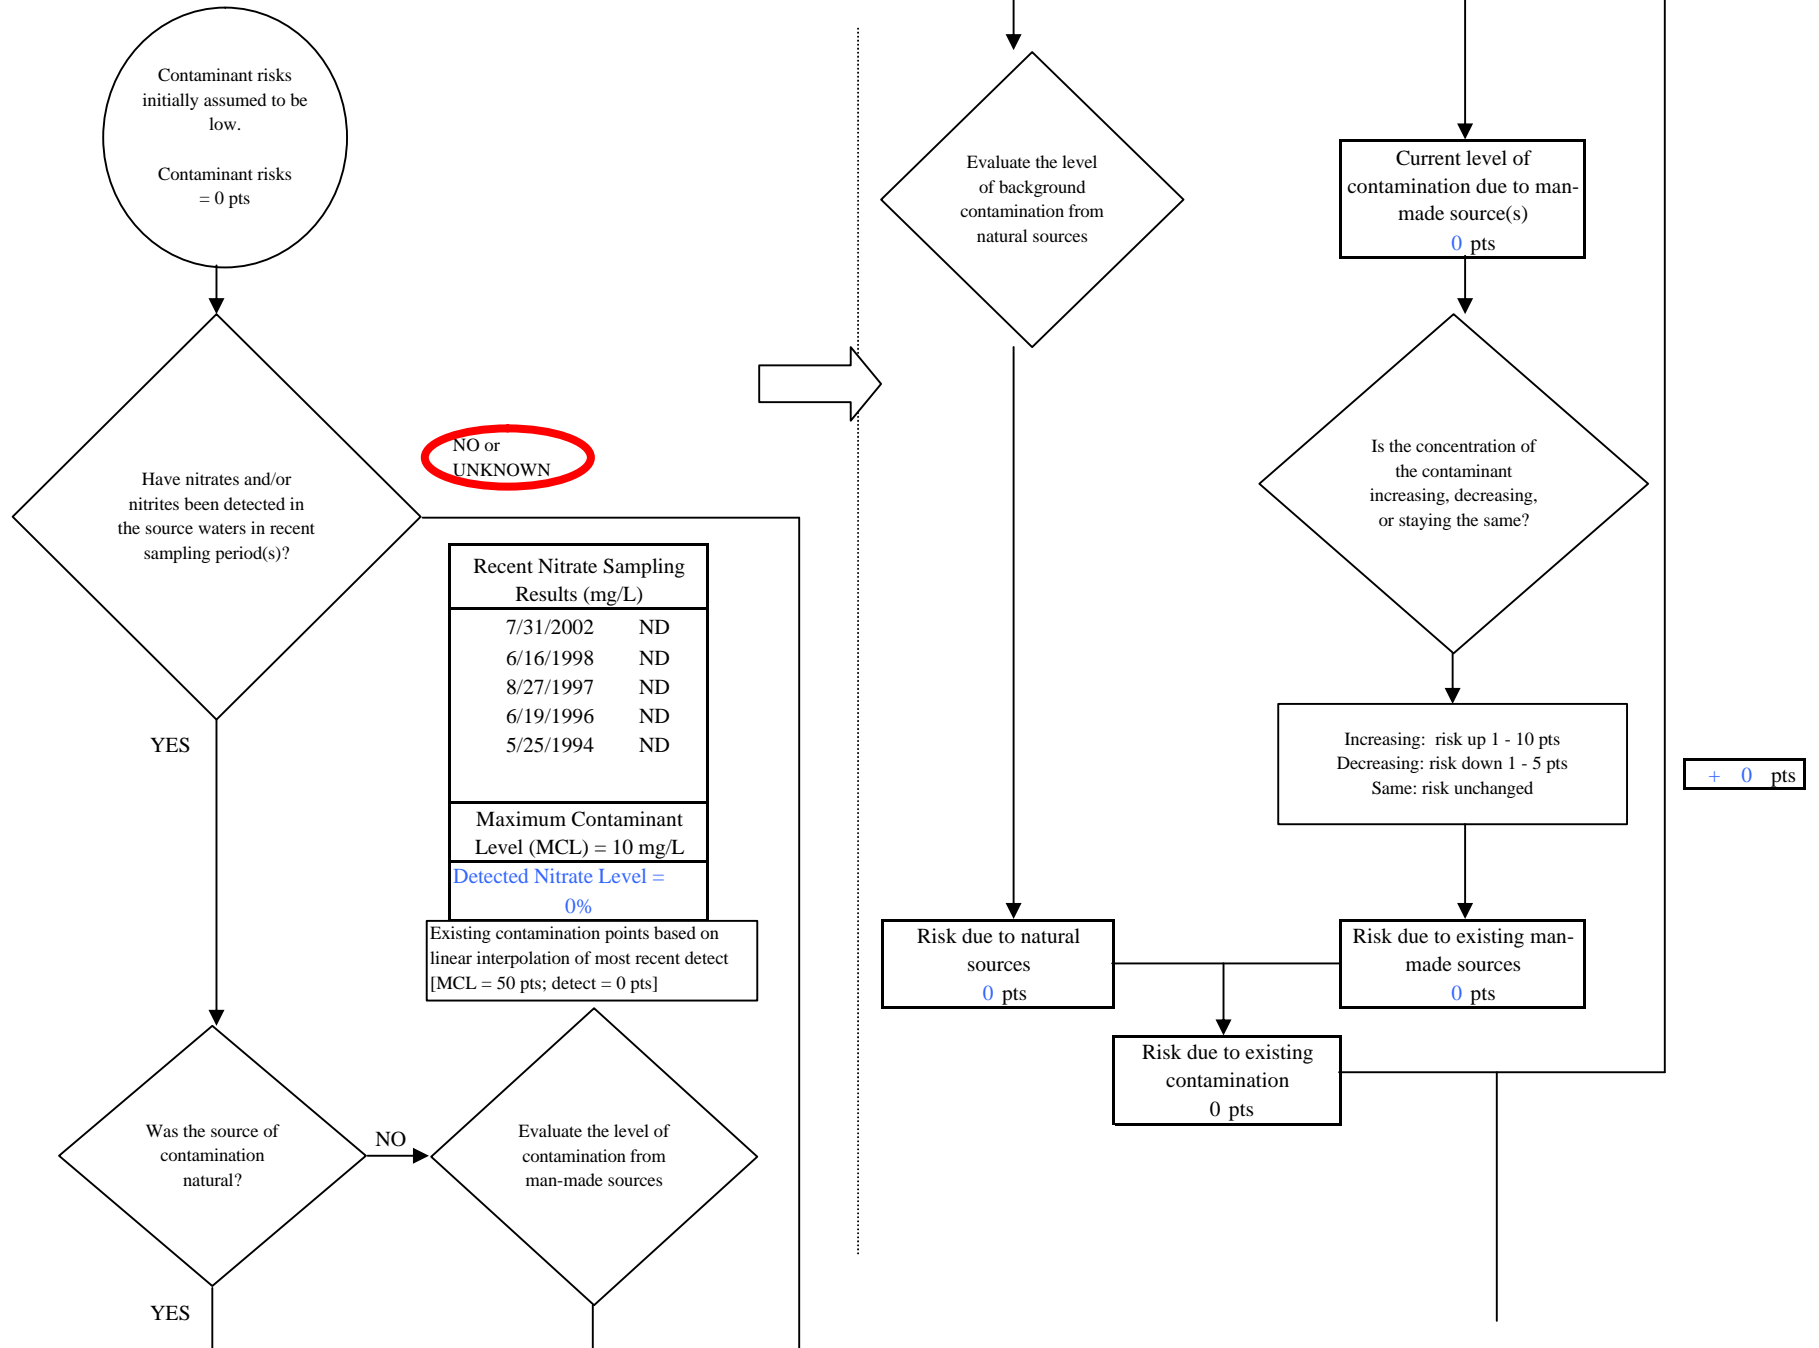 Contaminant risks
initially assumed to be
low.
Contaminant risks
= 0 pts
Have nitrates and/or
nitrites been detected in
the source waters in recent
sampling period(s)?
NO or
UNKNOWN
YES
Recent Nitrate Sampling
Results (mg/L)
7/31/2002 ND
6/16/1998 ND
8/27/1997 ND
6/19/1996 ND
5/25/1994 ND
Maximum Contaminant
Level (MCL) = 10 mg/L
Detected Nitrate Level =
0%
Existing contamination points based on
linear interpolation of most recent detect
[MCL = 50 pts; detect = 0 pts]
Was the source of
contamination
natural?
NO
Evaluate the level of
contamination from
man-made sources
YES
Evaluate the level
of background
contamination from
natural sources
Current level of
contamination due to man-
made source(s)
0 pts
Is the concentration of
the contaminant
increasing, decreasing,
or staying the same?
Increasing: risk up 1 - 10 pts
Decreasing: risk down 1 - 5 pts
Same: risk unchanged
+ 0 pts
Risk due to natural
sources
0 pts
Risk due to existing man-
made sources
0 pts
Risk due to existing
contamination
0 pts